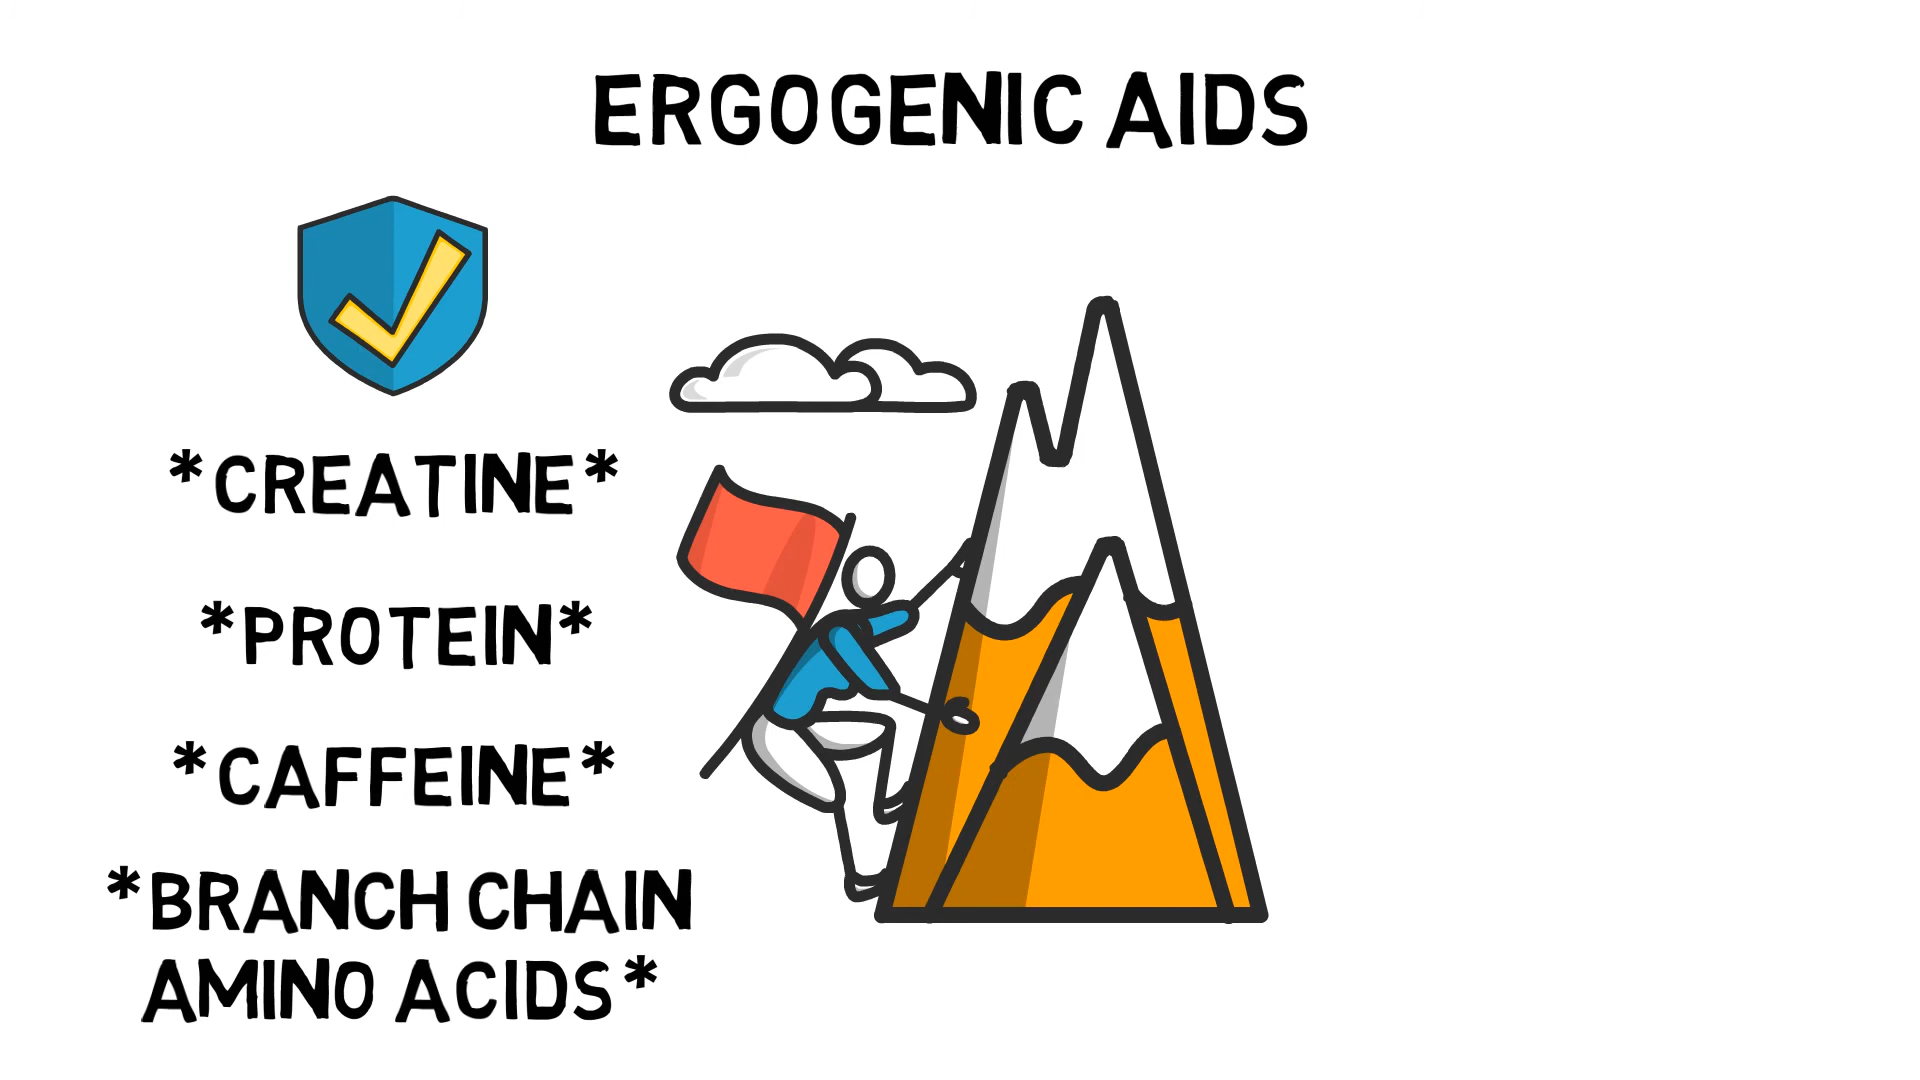 ERGOGENIC AIDS
*CREATINE*
*PROTEIN*
*CAFFEINE*
*BRANCH CHAIN
AMINO ACIDS*